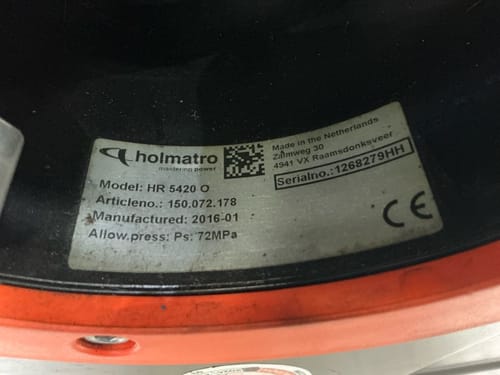 holmatro
mastering power
Made in the Netherlands
Zalmweg 30
4941 VX Raamsdonksveer
Serialno.: 1268279HH
Model: HR 5420 O
Articleno.: 150.072.178
Manufactured: 2016-01
Allow.press: Ps: 72MPa
CE